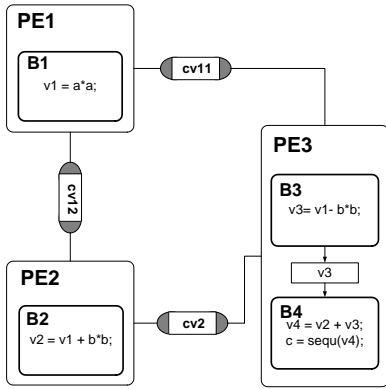 PE1
B1
v1 = a*a;
cv11
cv12
PE2
B2
v2 = v1 + b*b;
cv2
PE3
B3
v3= v1- b*b;
v3
B4
v4 = v2 + v3;
c = sequ(v4);